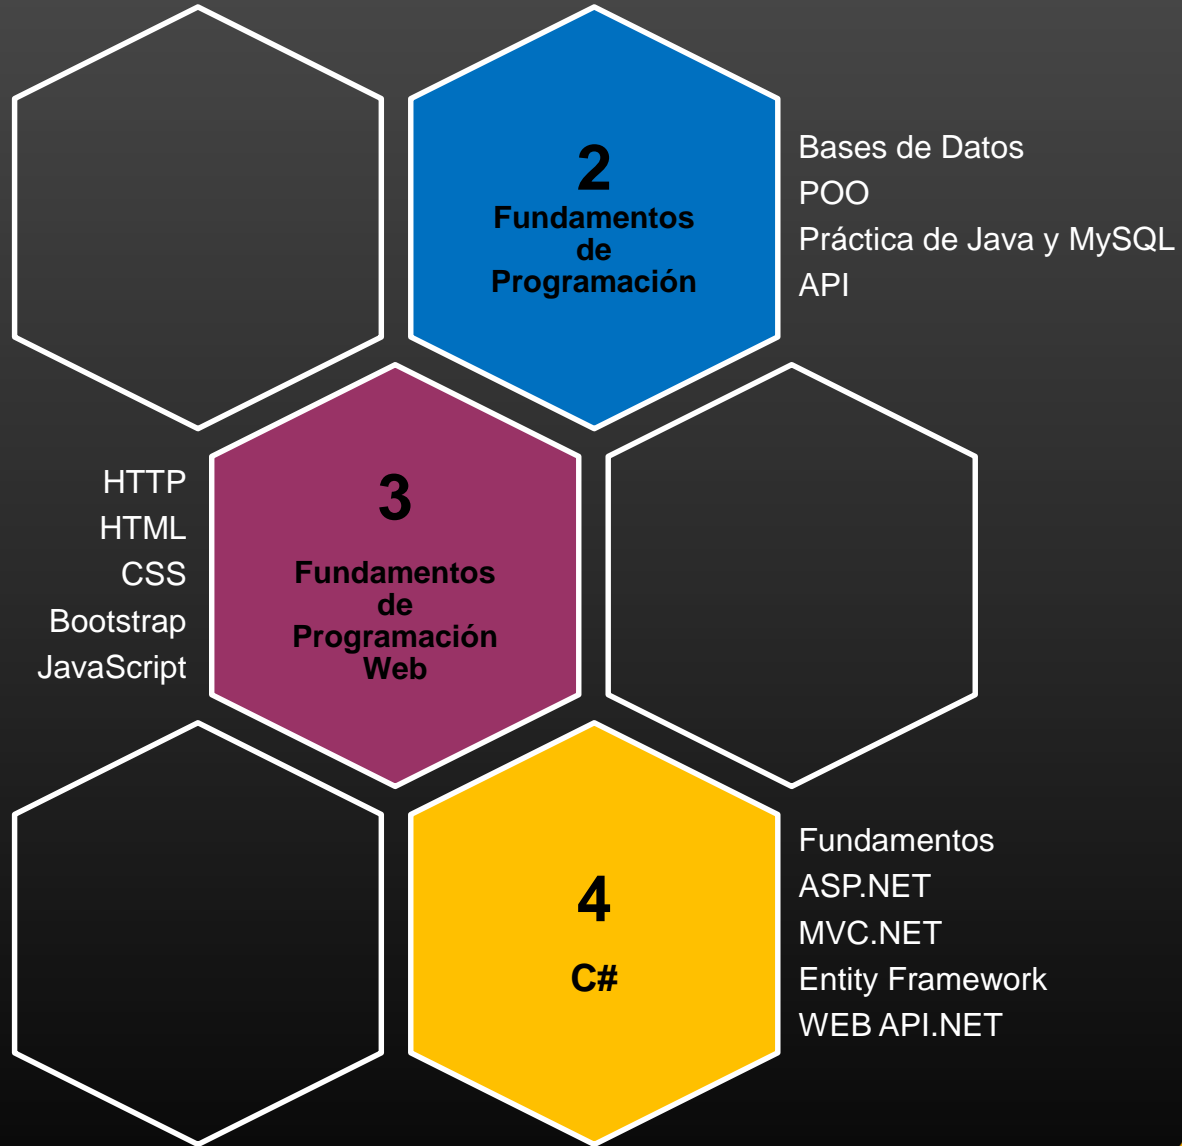 2
Fundamentos
de
Programación
Bases de Datos
POO
Práctica de Java y MySQL
API
HTTP
HTML
CSS
Bootstrap
JavaScript
3
Fundamentos
de
Programación
Web
4
C#
Fundamentos
ASP.NET
MVC.NET
Entity Framework
WEB API.NET